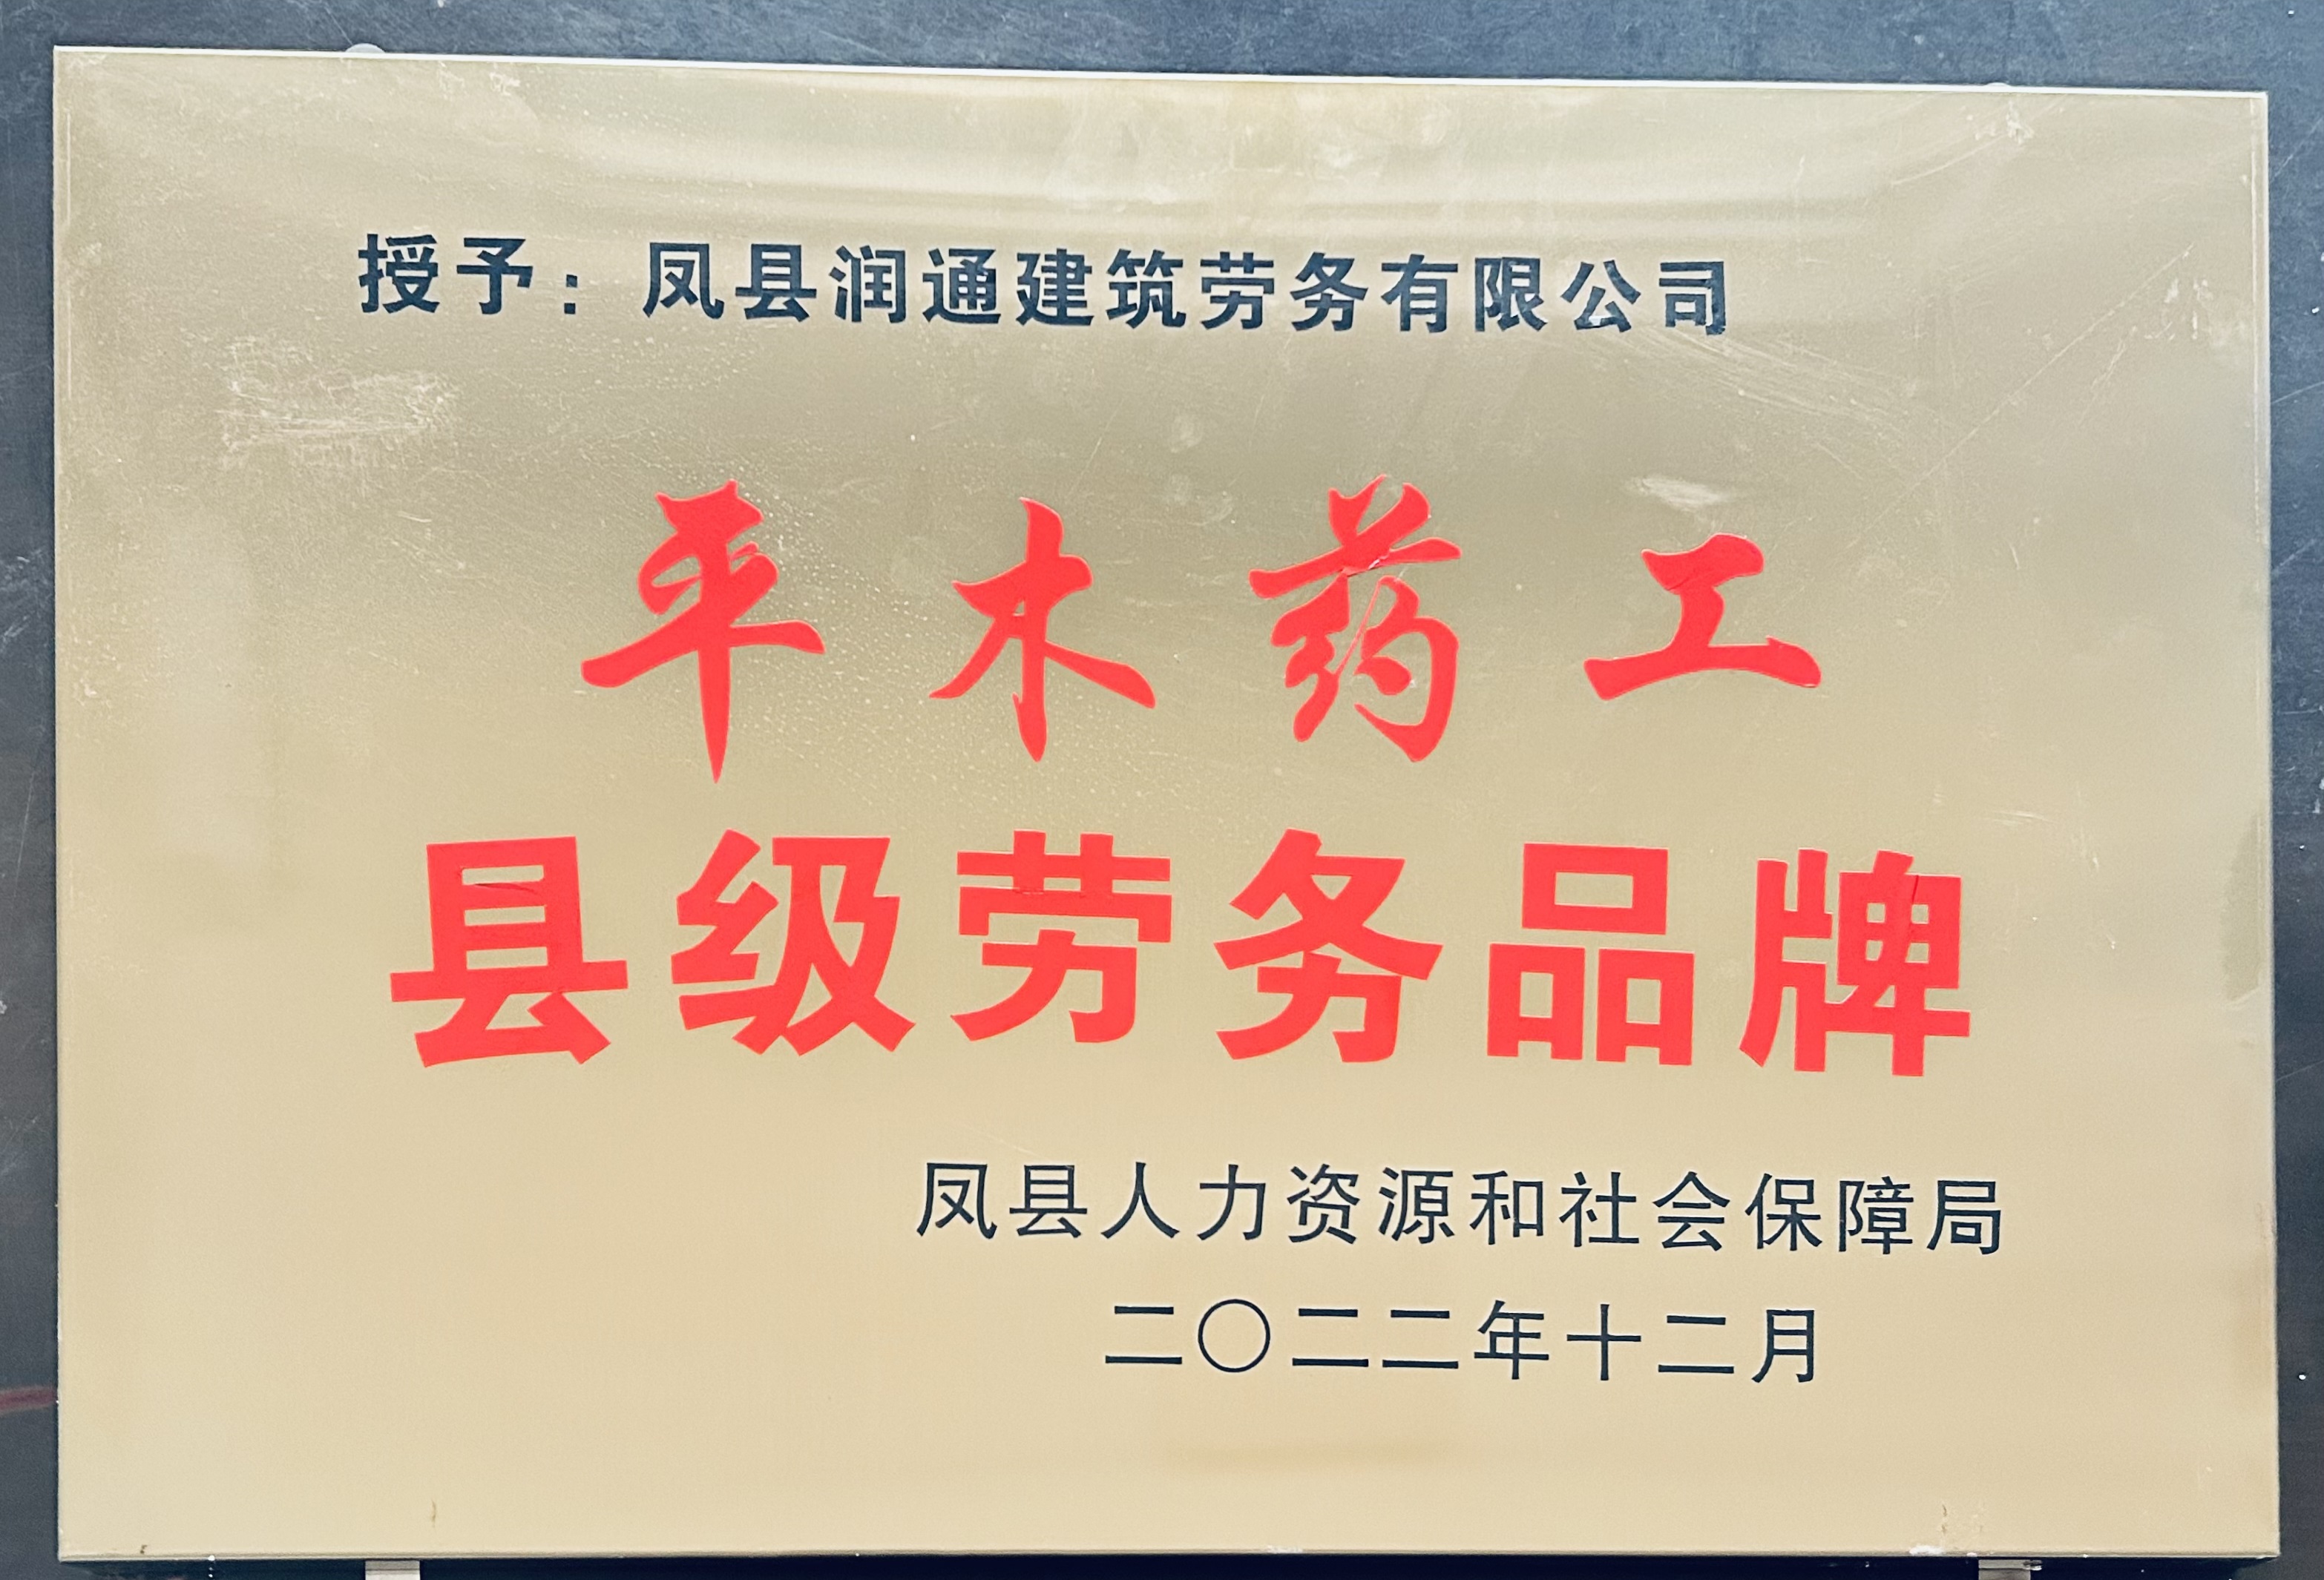 授予：凤县润通建筑劳务有限公司
平木药工
县级劳务品牌
凤县人力资源和社会保障局
二〇二二年十二月